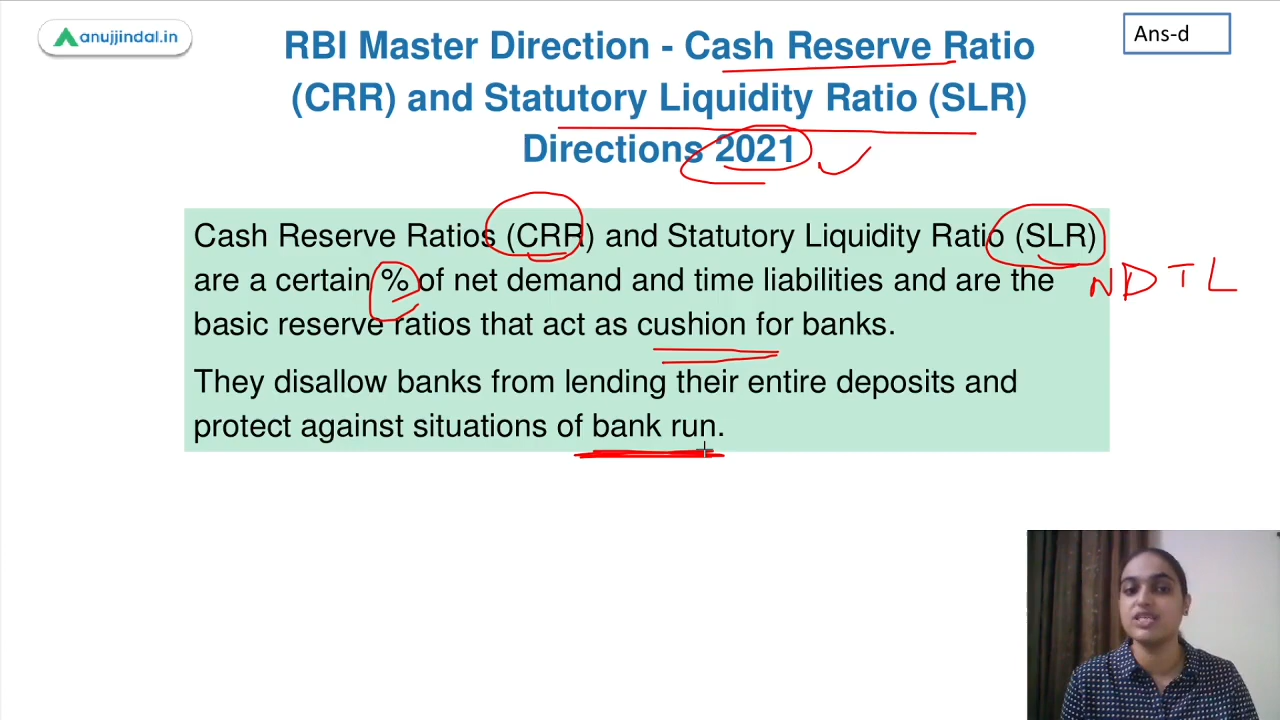 anujjindal.in
RBI Master Direction - Cash Reserve Ratio
Ans-d
(CRR) and Statutory Liquidity Ratio (SLR)
Directions 2021
Cash Reserve Ratios (CRR) and Statutory Liquidity Ratio (SLR)
are a certain % of net demand and time liabilities and are the
NDTL
basic reserve ratios that act as cushion for banks.
They disallow banks from lending their entire deposits and
protect against situations of bank run.